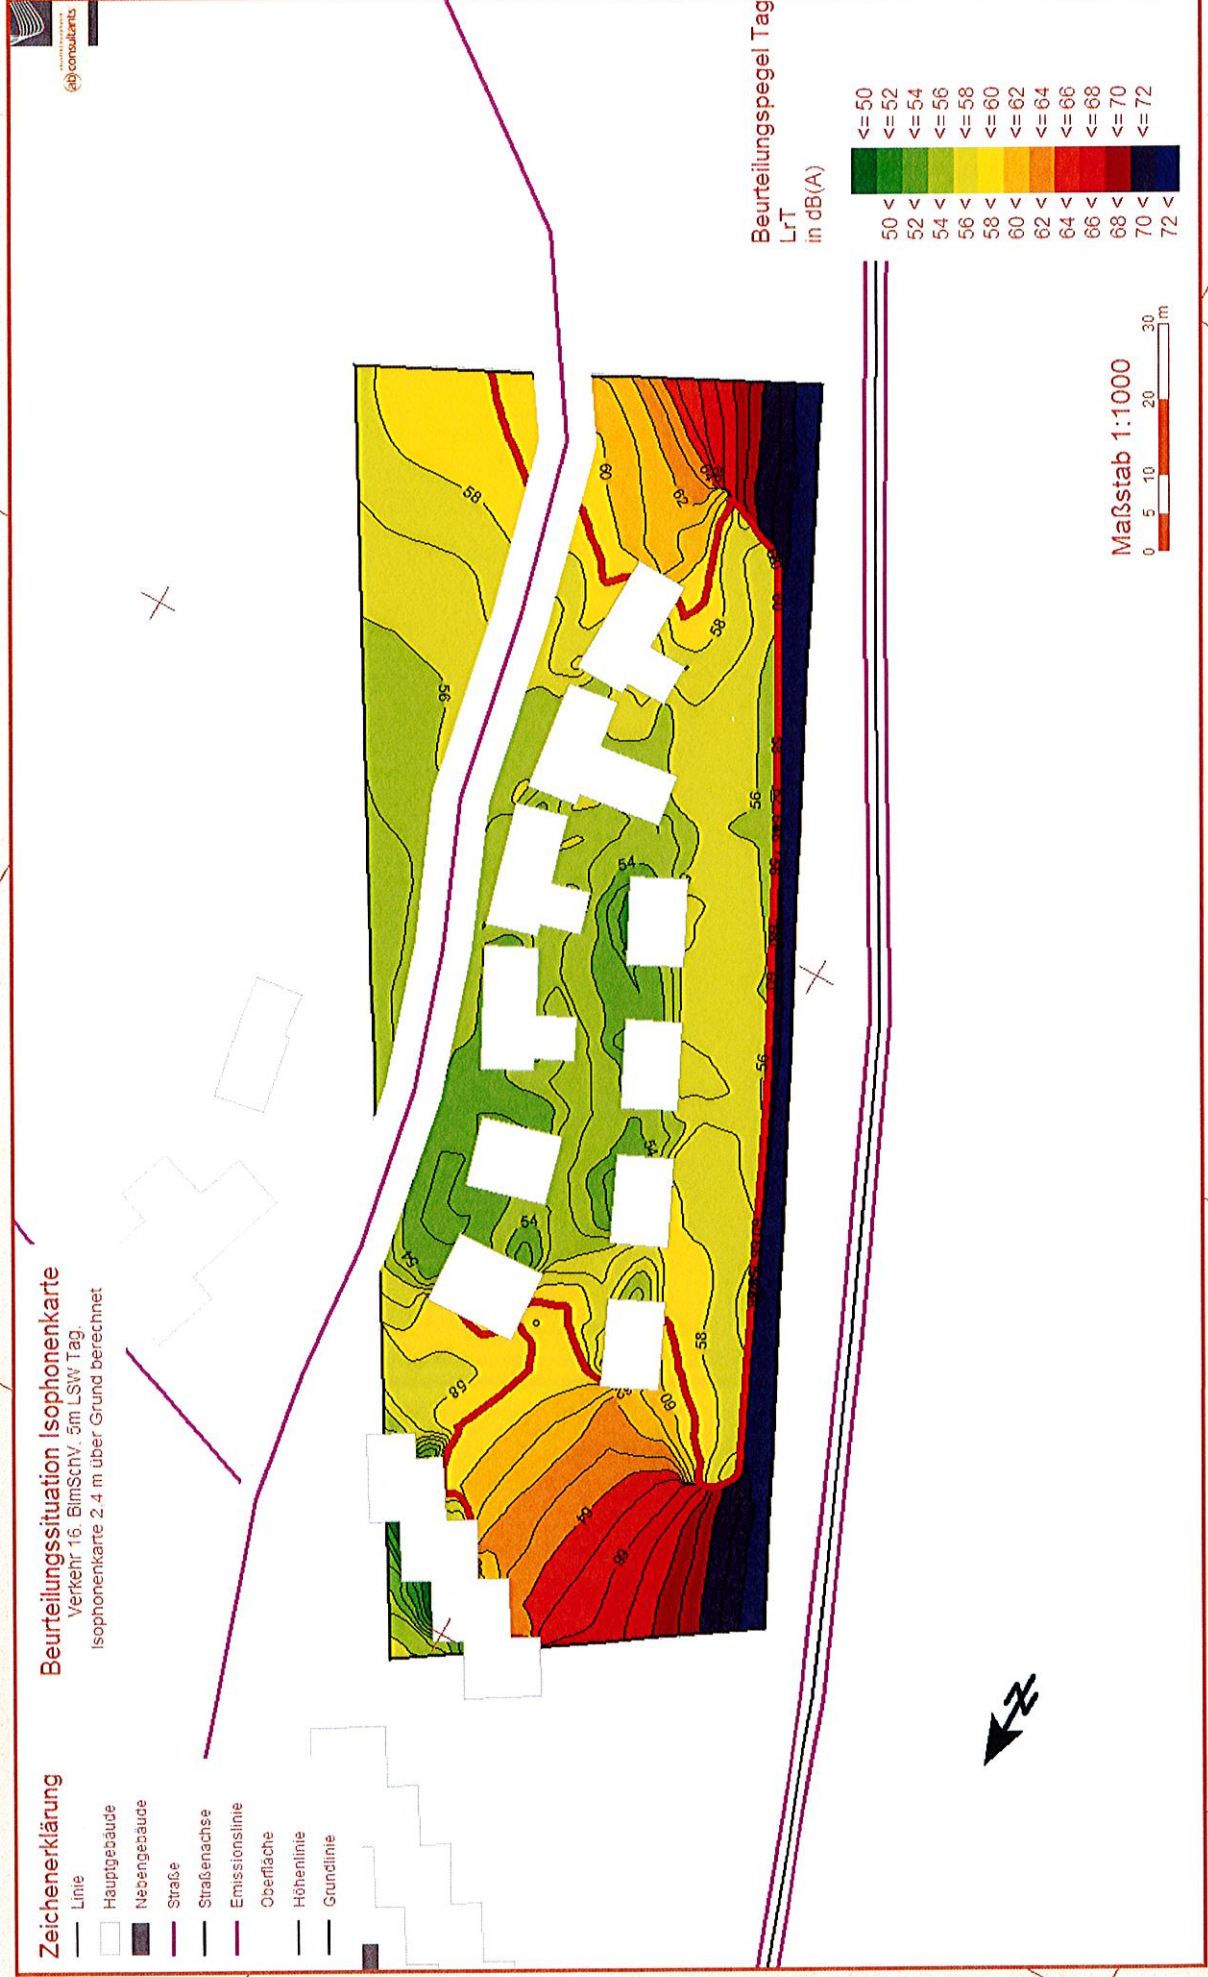 (ab)consultants
Beurteilungssituation Isophonenkarte
Verkehr 16. BImSchV. 5m LSW Tag.
Isophonenkarte 2.4 m über Grund berechnet
Zeichenerklärung
Linie
Hauptgebäude
Nebengebäude
Straße
Straßenachse
Emissionslinie
Oberfläche
Höhenlinie
Grundlinie
Beurteilungspegel Tag
LrT
in dB(A)
<= 50
50 < <= 52
52 < <= 54
54 < <= 56
56 < <= 58
58 < <= 60
60 < <= 62
62 < <= 64
64 < <= 66
66 < <= 68
68 < <= 70
70 < <= 72
72 <
Maßstab 1:1000
0 5 10 20 30
m
N
58
56
60
62
58
54
56
56
54
54
54
58
58
60
62
64
66